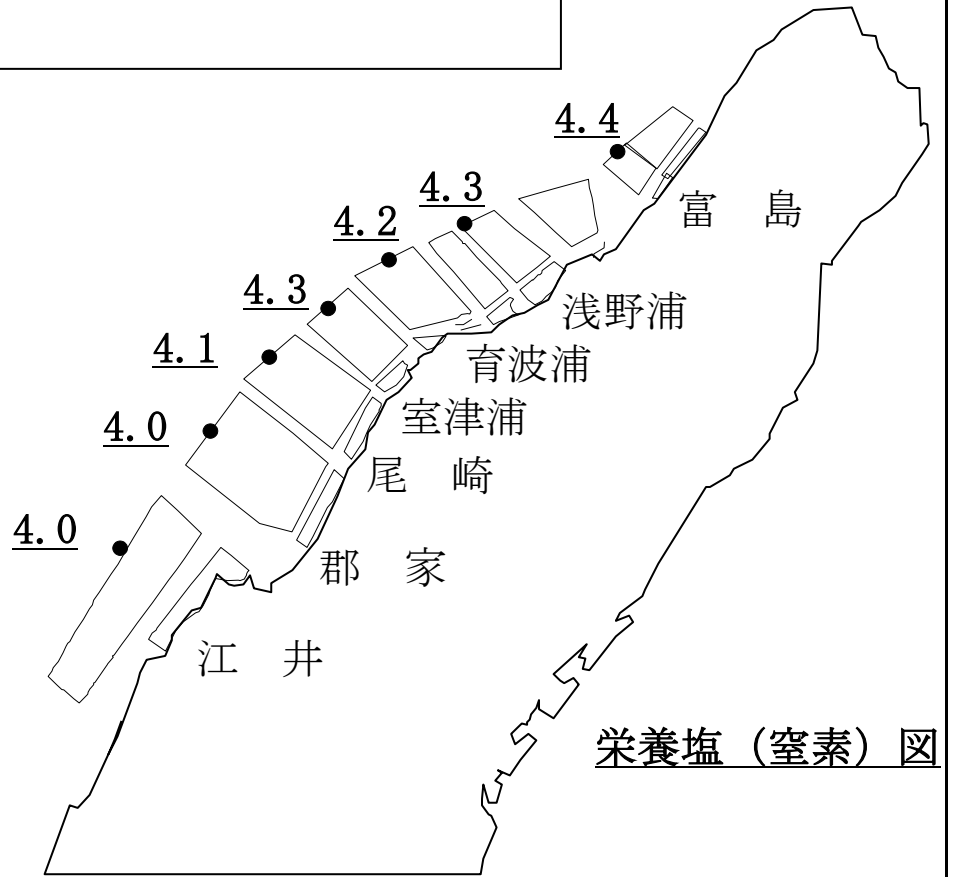 4.4
4.3
富　島
4.2
4.3
浅野浦
4.1
育波浦
室津浦
4.0
尾　崎
4.0
郡　家
江　井
栄養塩（窒素）図